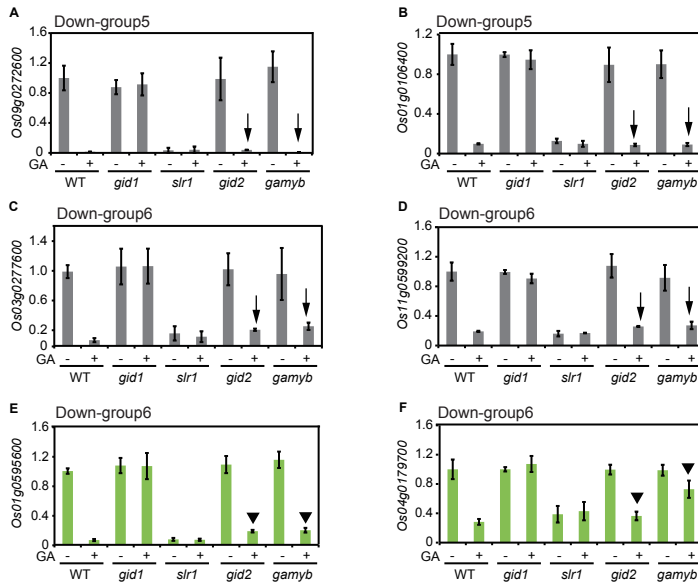 A
Down-group5
Os09g0272600
1.6
1.2
0.8
0.4
0
GA - + - + - + - + - +
WT gid1 slr1 gid2 gamyb
B
Down-group5
Os01g0106400
1.2
0.8
0.4
0
GA - + - + - + - + - +
WT gid1 slr1 gid2 gamyb
C
Down-group6
Os03g0277600
1.4
1.0
0.6
0.2
0
GA - + - + - + - + - +
WT gid1 slr1 gid2 gamyb
D
Down-group6
Os11g0599200
1.6
1.2
0.8
0.4
0
GA - + - + - + - + - +
WT gid1 slr1 gid2 gamyb
E
Down-group6
Os01g0595600
1.6
1.2
0.8
0.4
0
GA - + - + - + - + - +
WT gid1 slr1 gid2 gamyb
F
Down-group6
Os04g0179700
1.6
1.2
0.8
0.4
0
GA - + - + - + - + - +
WT gid1 slr1 gid2 gamyb